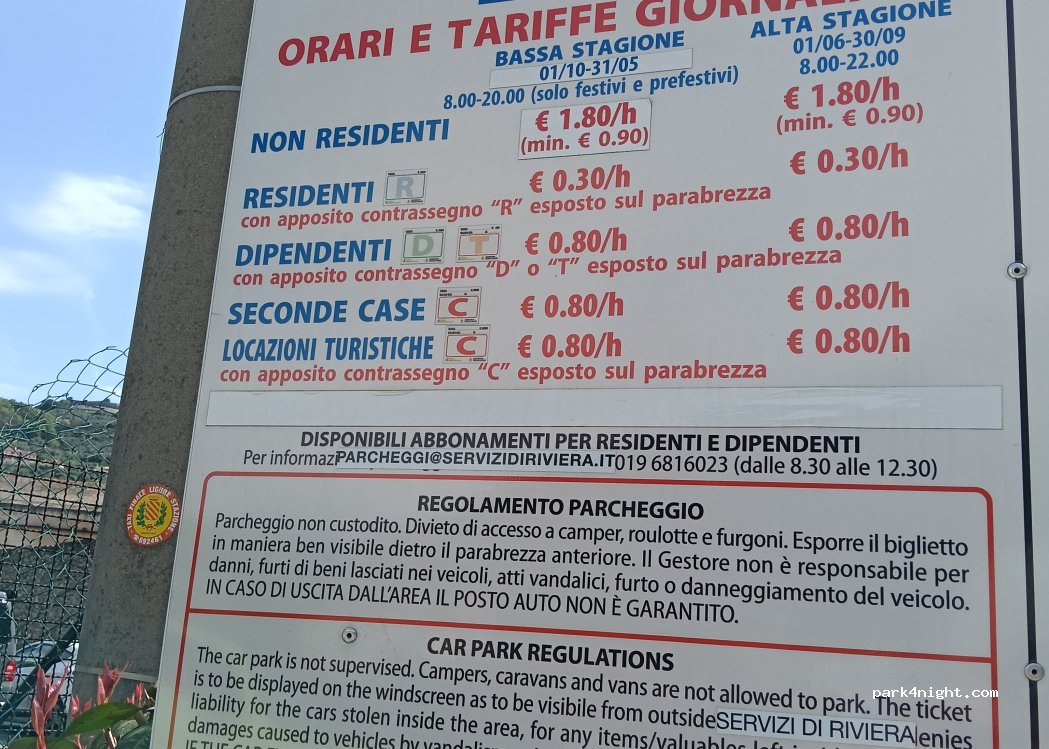 ORARI E TARIFFE
BASSA STAGIONE
01/10-31/05
8.00-20.00 (solo festivi e prefestivi)
ALTA STAGIONE
01/06-30/09
8.00-22.00
NON RESIDENTI € 1.80/h € 1.80/h
(min. € 0.90) (min. € 0.90)
RESIDENTI R € 0.30/h € 0.30/h
con apposito contrassegno “R” esposto sul parabrezza
DIPENDENTI D T € 0.80/h € 0.80/h
con apposito contrassegno “D” o “T” esposto sul parabrezza
SECONDE CASE C € 0.80/h € 0.80/h
LOCAZIONI TURISTICHE C € 0.80/h € 0.80/h
con apposito contrassegno “C” esposto sul parabrezza
DISPONIBILI ABBONAMENTI PER RESIDENTI E DIPENDENTI
Per informaz PARCHEGGI@SERVIZIDIRIVIERA.IT 019 6816023 (dalle 8.30 alle 12.30)
REGOLAMENTO PARCHEGGIO
Parcheggio non custodito. Divieto di accesso a camper, roulotte e furgoni. Esporre il biglietto
in maniera ben visibile dietro il parabrezza anteriore. Il Gestore non è responsabile per
danni, furti di beni lasciati nei veicoli, atti vandalici, furto o danneggiamento del veicolo.
IN CASO DI USCITA DALL'AREA IL POSTO AUTO NON È GARANTITO.
CAR PARK REGULATIONS
The car park is not supervised. Campers, caravans and vans are not allowed to park. The ticket
is to be displayed on the windscreen as to be visible from outside SERVIZI DI RIVIERA enies
liability for the cars stolen inside the area, for any items/valuables
damages caused to vehicles by
TAXI FINALE LIGURE STAZIONE
692461
park4night.com